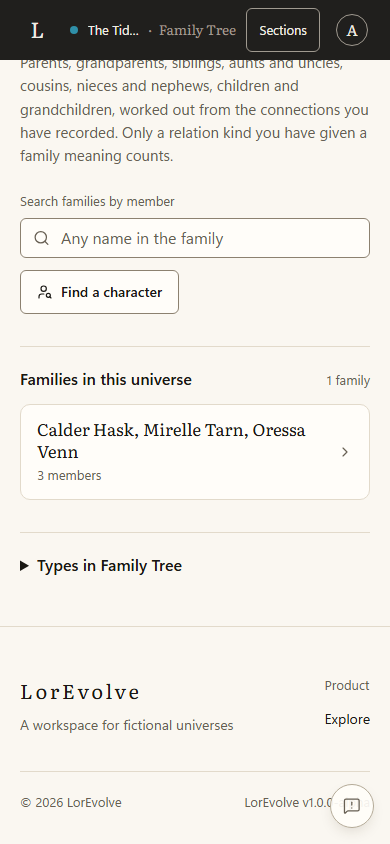 L
The Tid... · Family Tree
Sections
A
Parents, grandparents, siblings, aunts and uncles,
cousins, nieces and nephews, children and
grandchildren, worked out from the connections you
have recorded. Only a relation kind you have given a
family meaning counts.
Search families by member
Any name in the family
Find a character
Families in this universe
1 family
Calder Hask, Mirelle Tarn, Oressa
Venn
3 members
Types in Family Tree
LorEvolve
A workspace for fictional universes
Product
Explore
© 2026 LorEvolve
LorEvolve v1.0.0